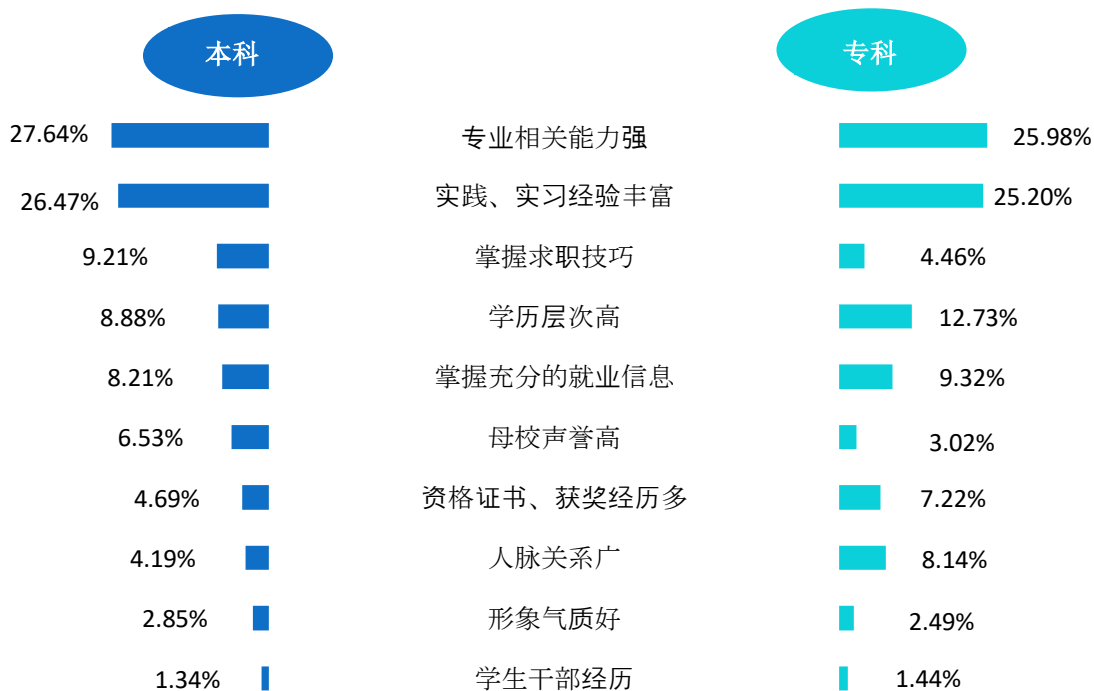 本科 专科
27.64% 专业相关能力强 25.98%
26.47% 实践、实习经验丰富 25.20%
9.21% 掌握求职技巧 4.46%
8.88% 学历层次高 12.73%
8.21% 掌握充分的就业信息 9.32%
6.53% 母校声誉高 3.02%
4.69% 资格证书、获奖经历多 7.22%
4.19% 人脉关系广 8.14%
2.85% 形象气质好 2.49%
1.34% 学生干部经历 1.44%